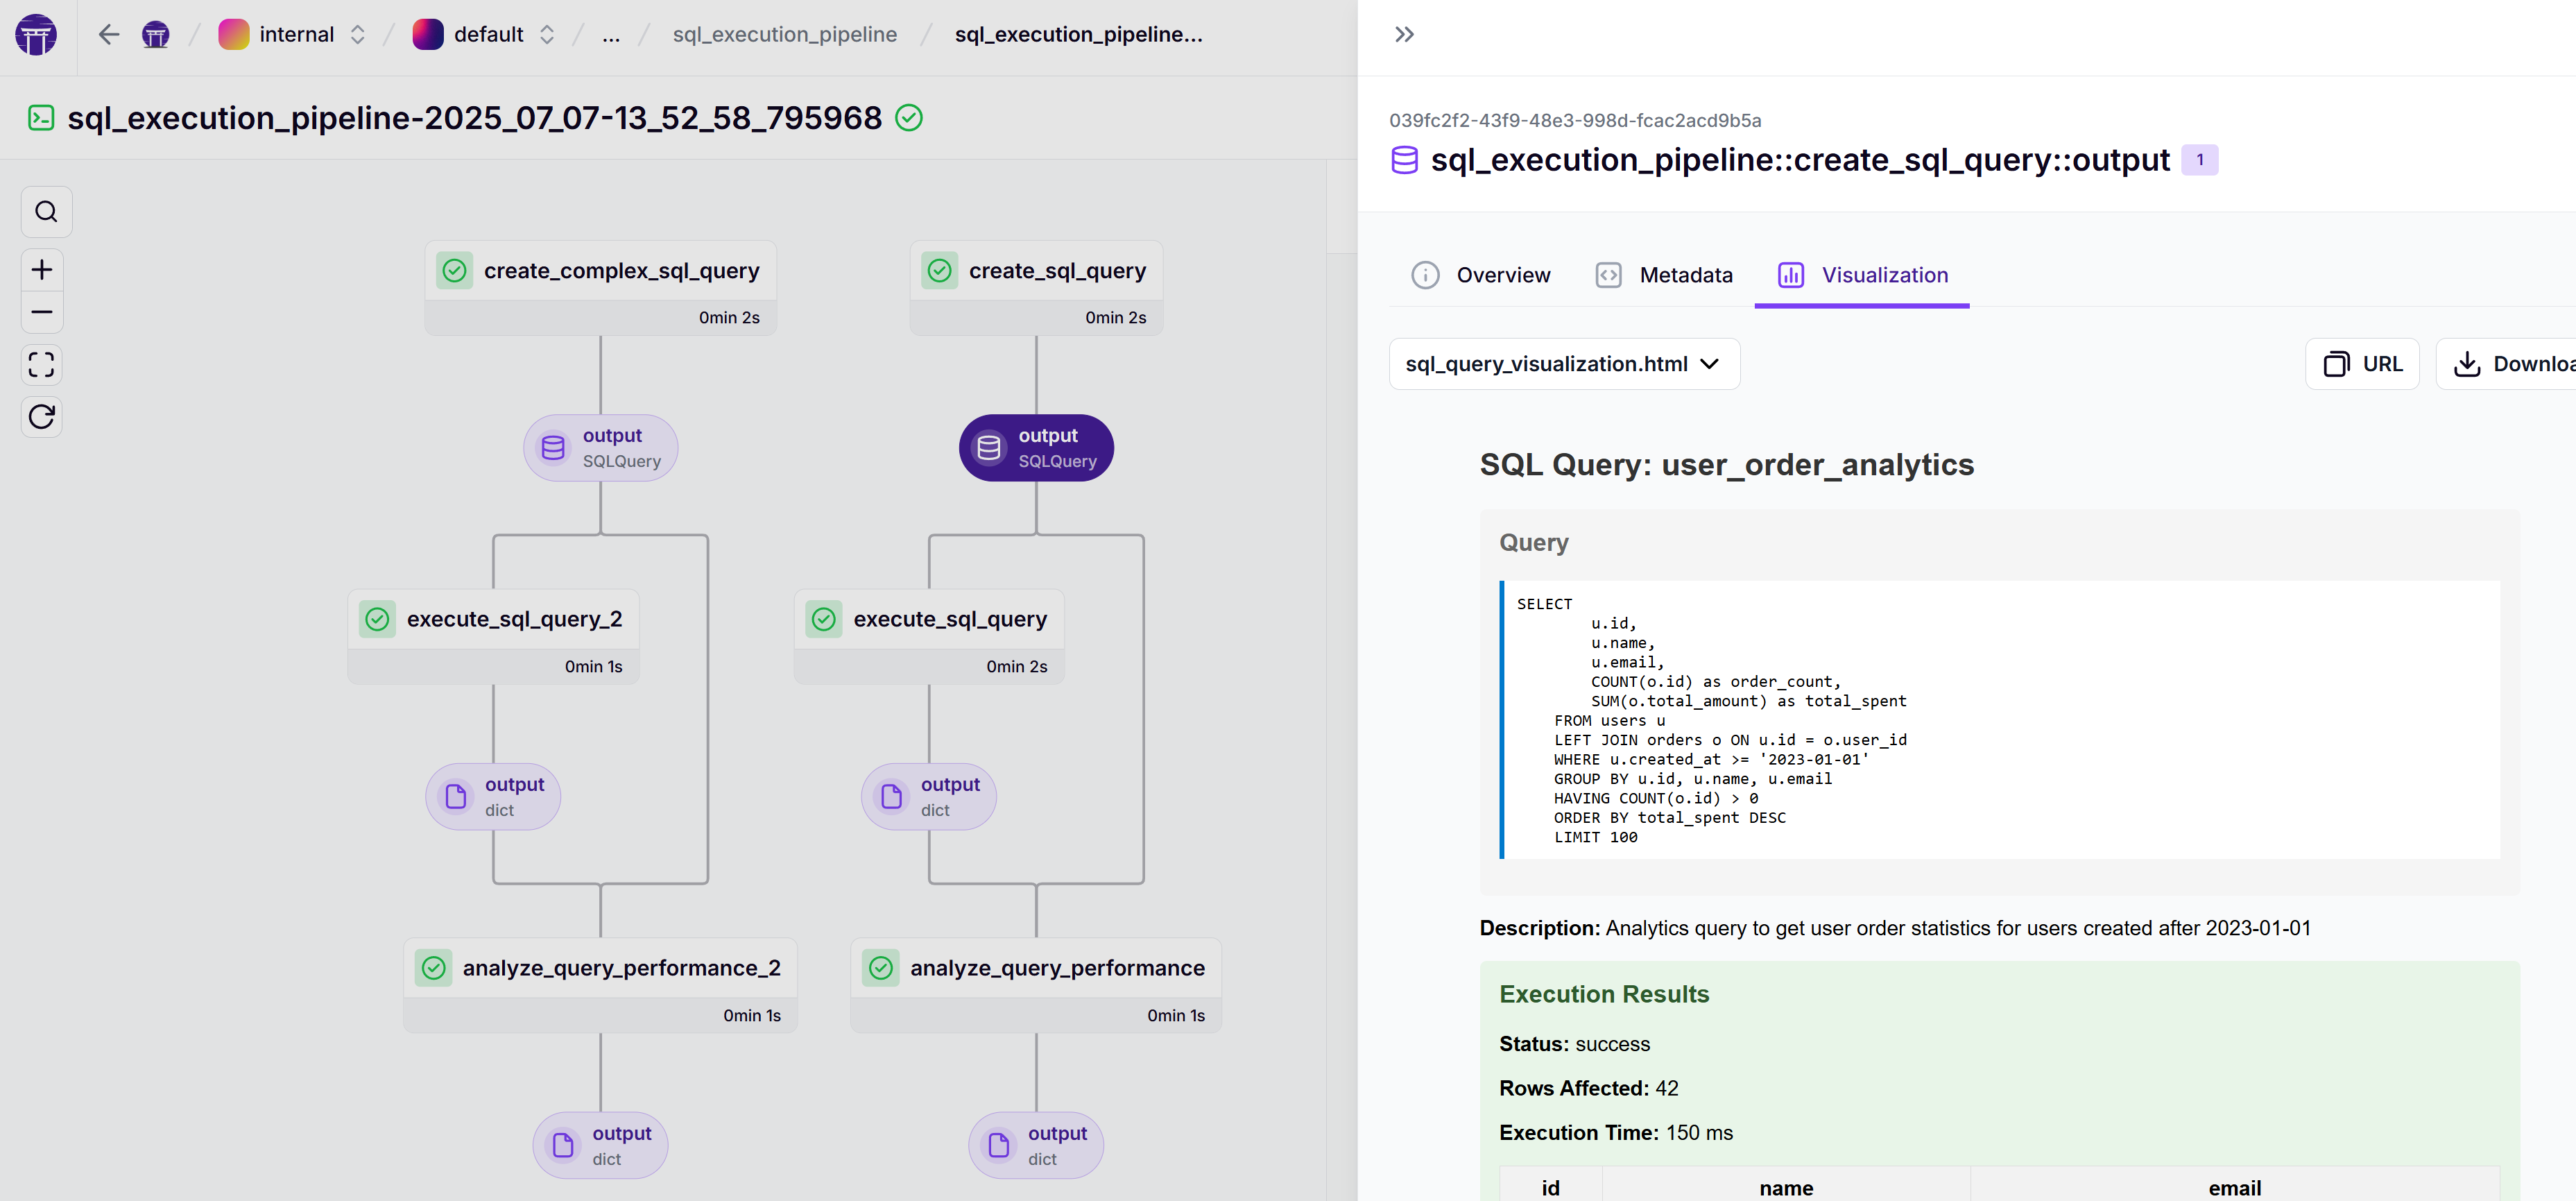 internal
default
...
sql_execution_pipeline
sql_execution_pipeline...
sql_execution_pipeline-2025_07_07-13_52_58_795968
create_complex_sql_query
0min 2s
create_sql_query
0min 2s
output
SQLQuery
output
SQLQuery
execute_sql_query_2
0min 1s
execute_sql_query
0min 2s
output
dict
output
dict
analyze_query_performance_2
0min 1s
analyze_query_performance
0min 1s
output
dict
output
dict
039fc2f2-43f9-48e3-998d-fcac2acd9b5a
sql_execution_pipeline::create_sql_query::output 1
Overview
Metadata
Visualization
sql_query_visualization.html
URL
Downloa
SQL Query: user_order_analytics
Query
SELECT
u.id,
u.name,
u.email,
COUNT(o.id) as order_count,
SUM(o.total_amount) as total_spent
FROM users u
LEFT JOIN orders o ON u.id = o.user_id
WHERE u.created_at >= '2023-01-01'
GROUP BY u.id, u.name, u.email
HAVING COUNT(o.id) > 0
ORDER BY total_spent DESC
LIMIT 100
Description: Analytics query to get user order statistics for users created after 2023-01-01
Execution Results
Status: success
Rows Affected: 42
Execution Time: 150 ms
id name email